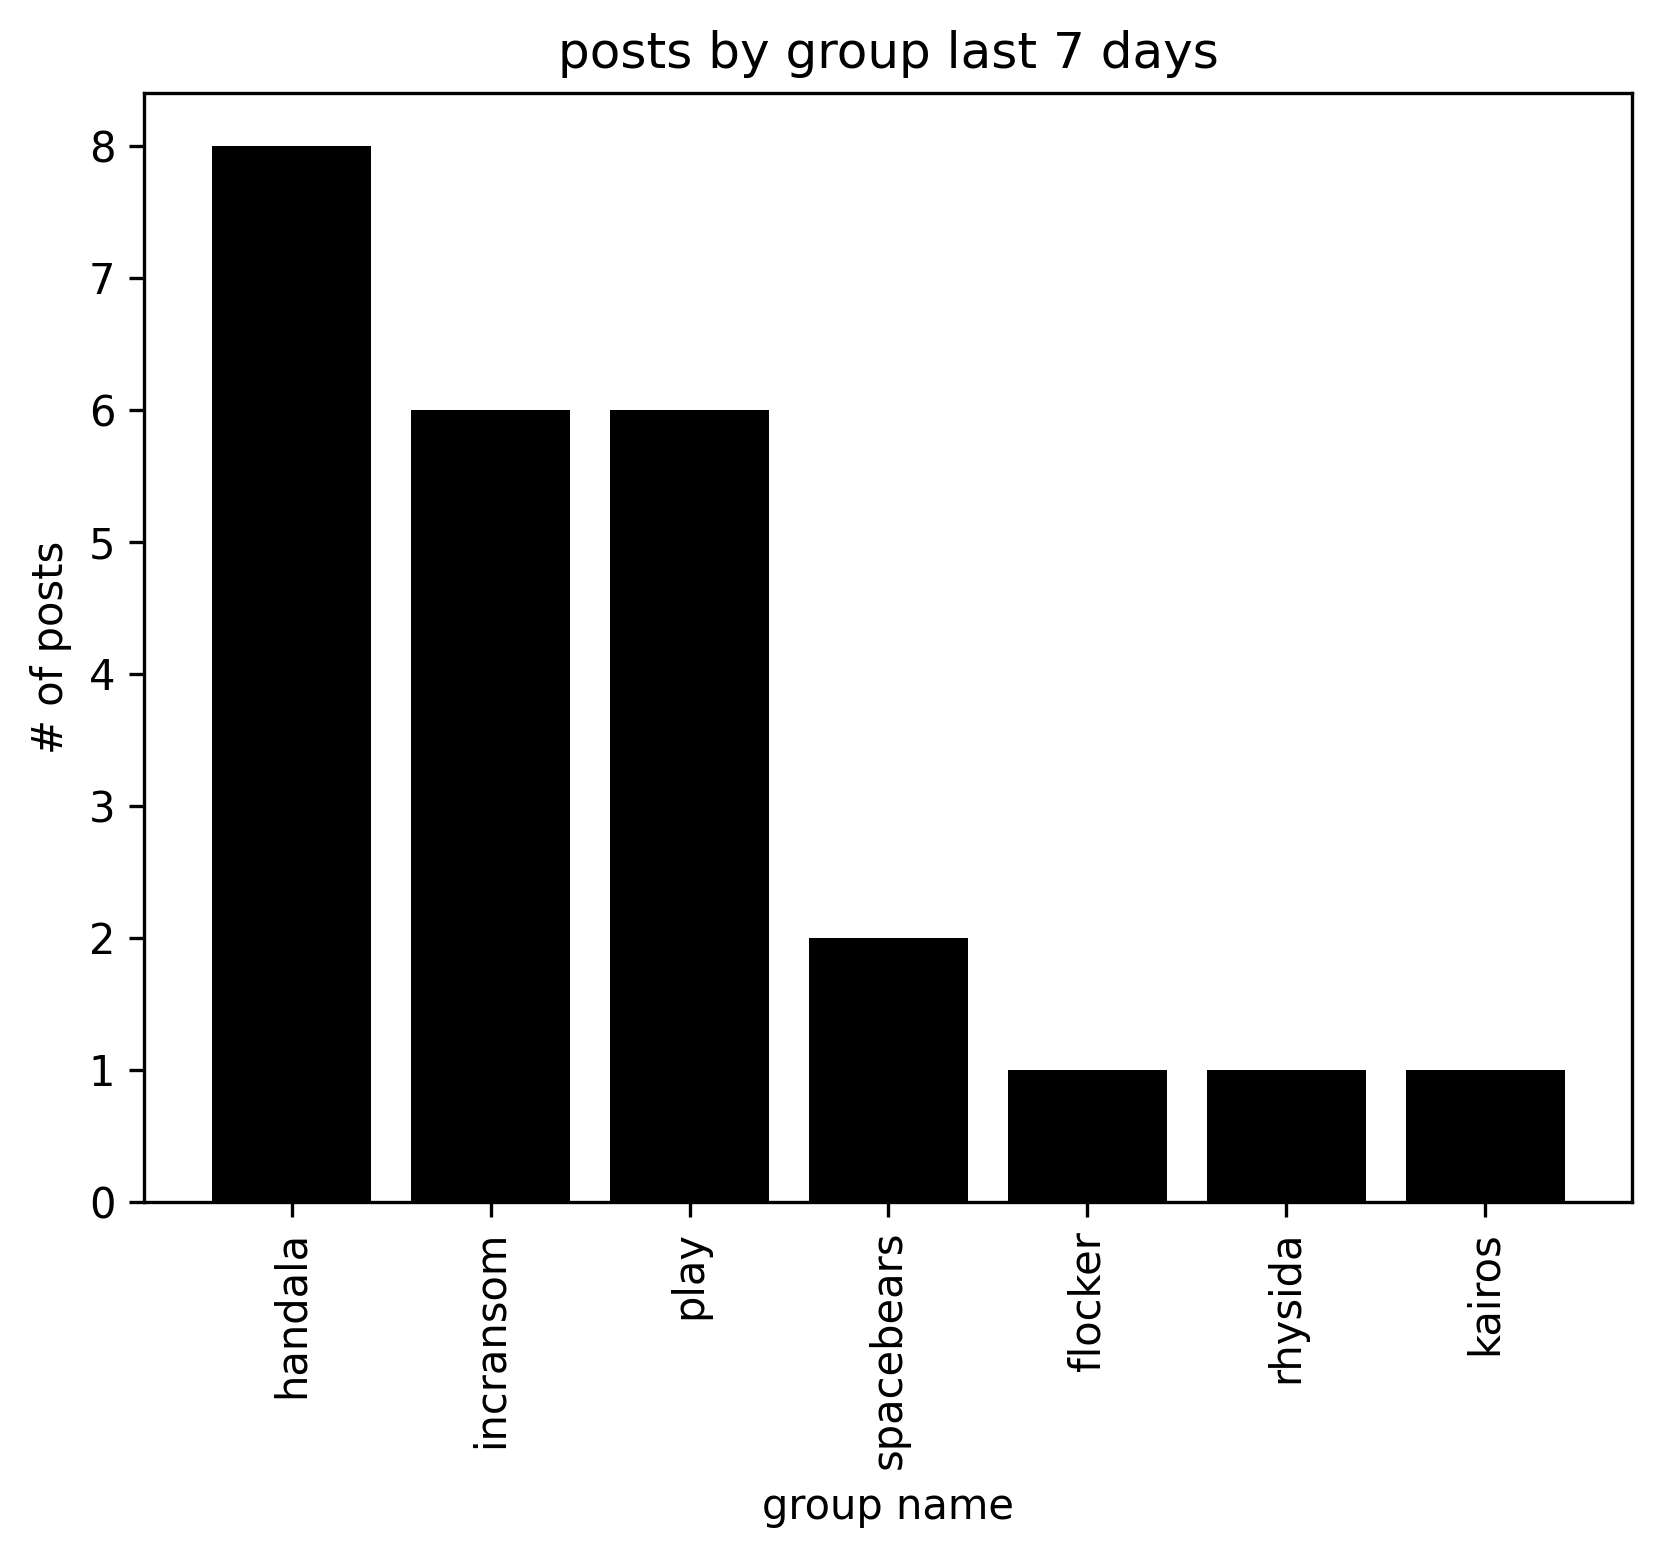 posts by group last 7 days
8
7
6
5
4
3
2
1
0
# of posts
handala
incransom
play
spacebears
flocker
rhysida
kairos
group name